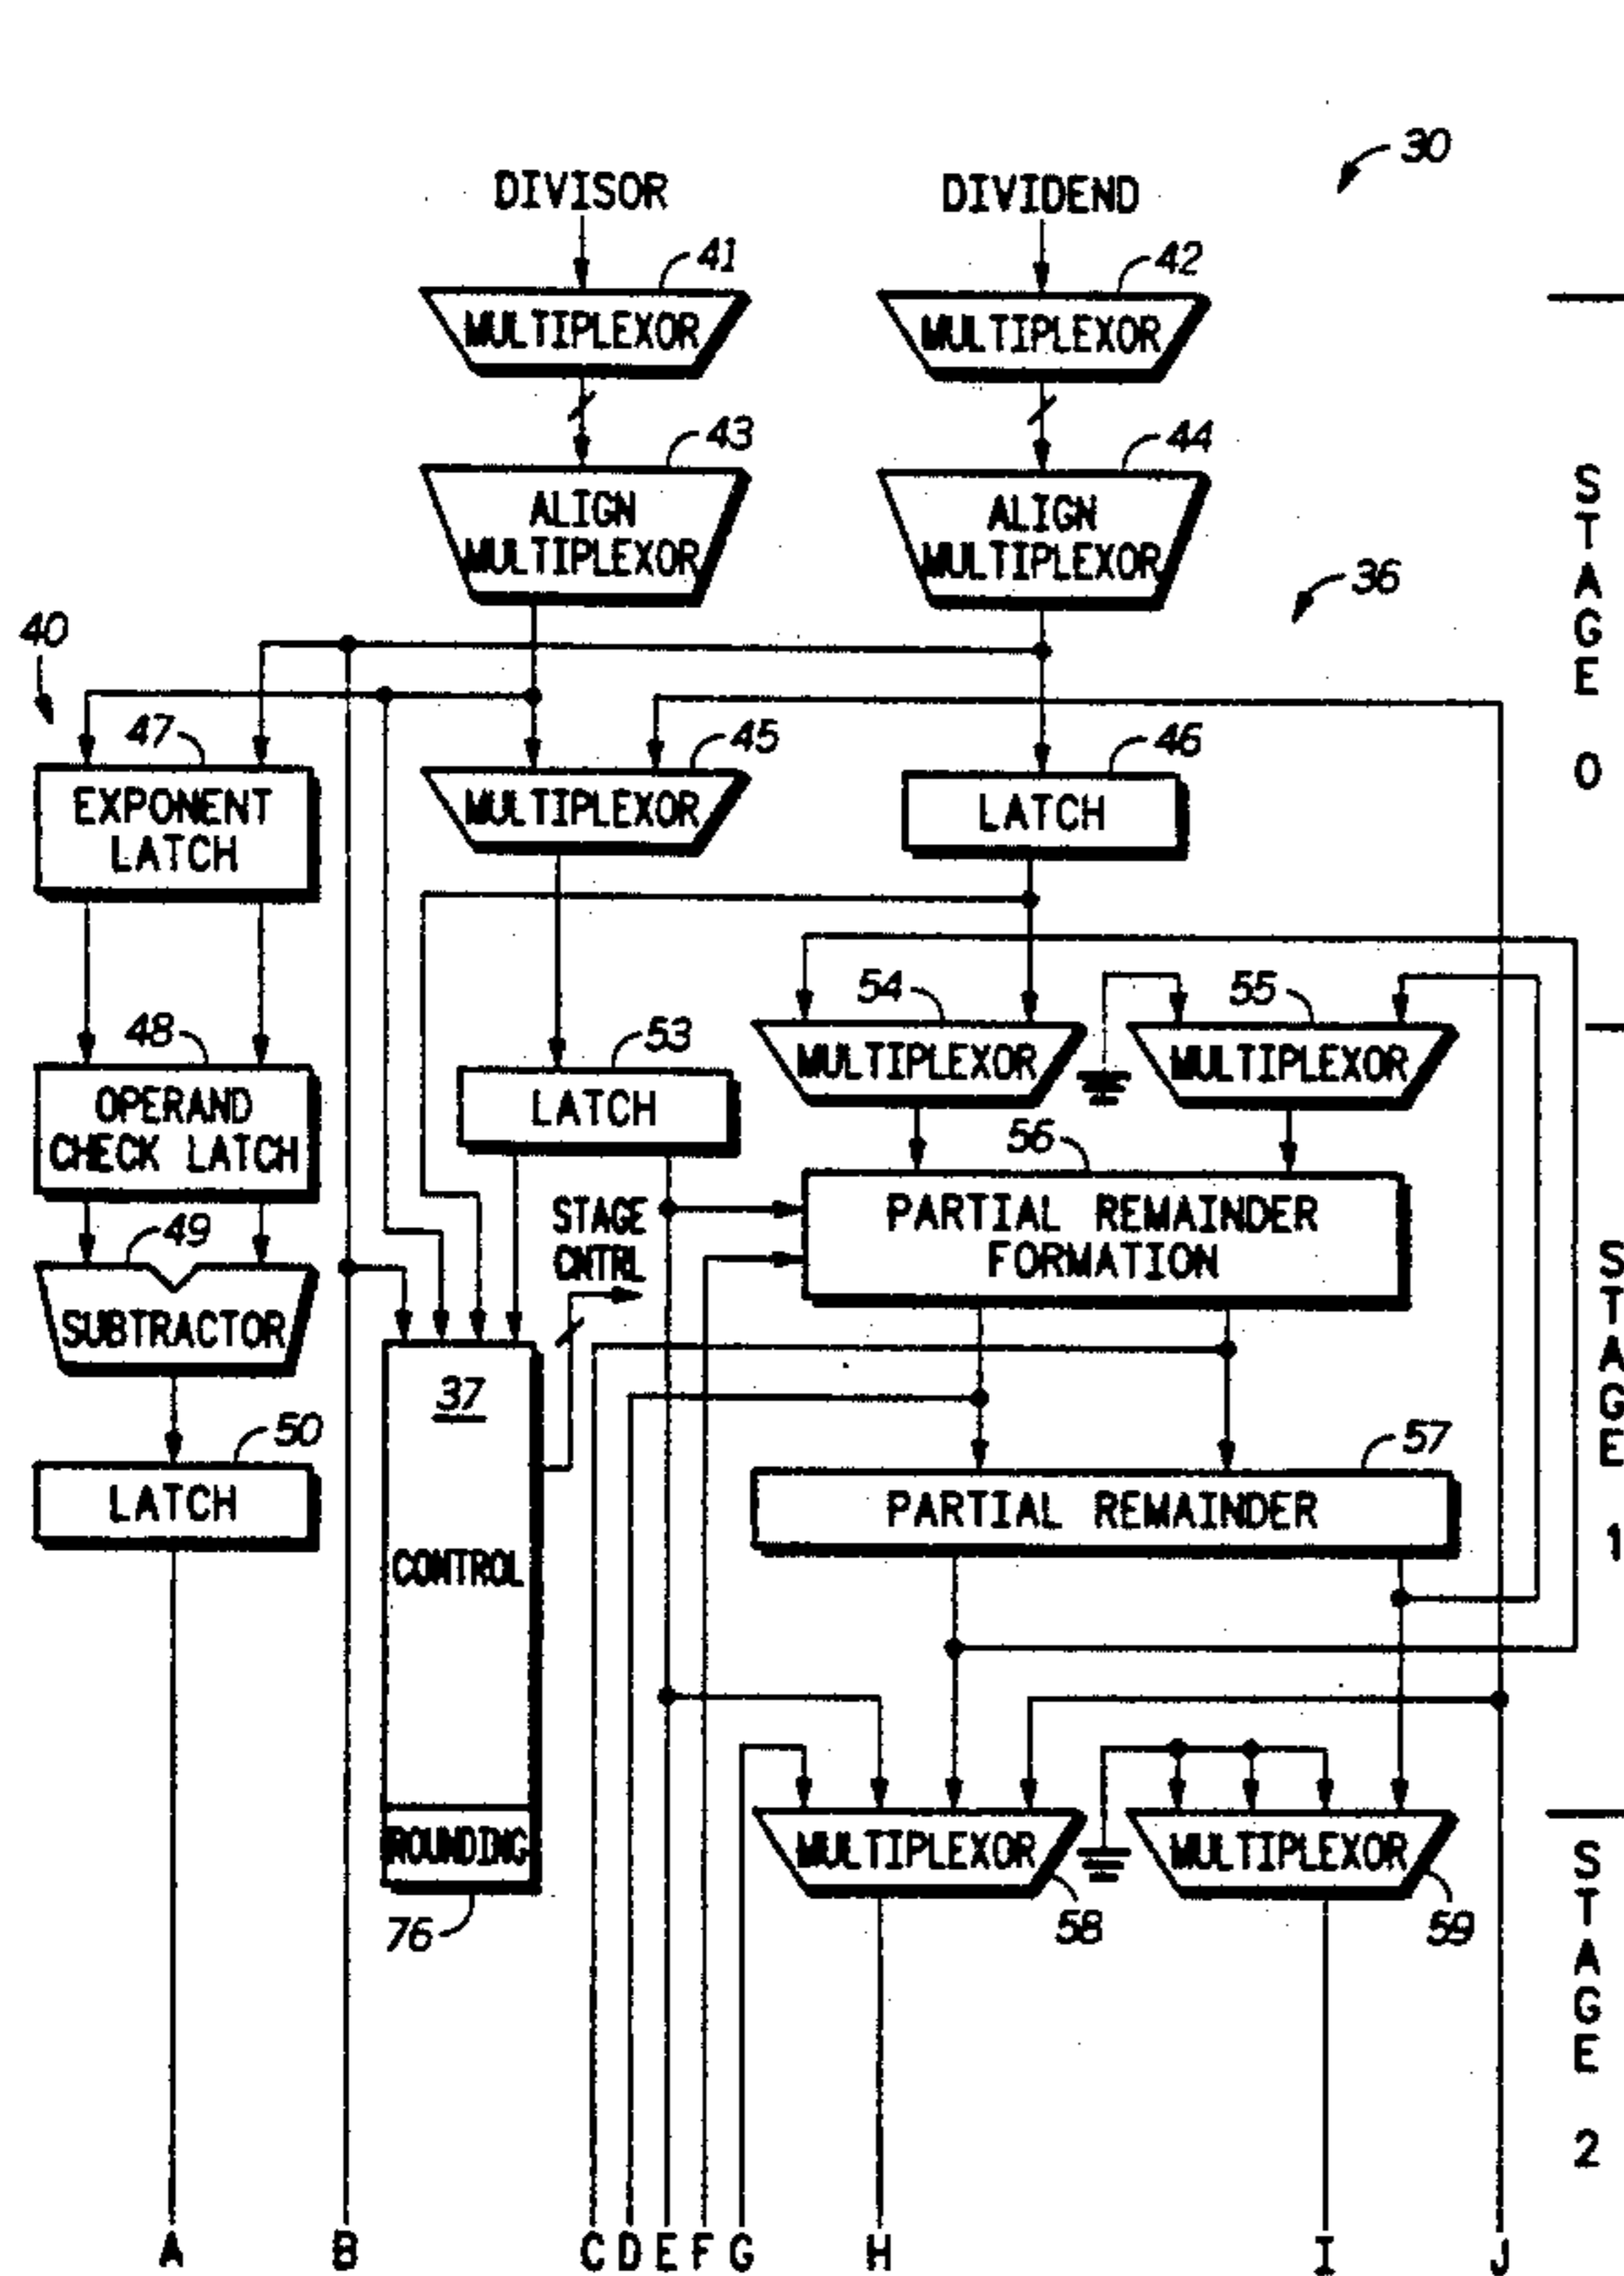 30
DIVISOR
DIVIDEND
41
42
MULTIPLEXOR
MULTIPLEXOR
43
44
ALIGN
MULTIPLEXOR
ALIGN
MULTIPLEXOR
STAGE 0
36
40
47
45
46
EXPONENT
LATCH
MULTIPLEXOR
LATCH
54
55
48
53
MULTIPLEXOR
MULTIPLEXOR
OPERAND
CHECK LATCH
LATCH
56
STAGE
CNTRL
PARTIAL REMAINDER
FORMATION
STAGE 1
49
SUBTRACTOR
37
50
57
LATCH
PARTIAL REMAINDER
CONTROL
ROUNDING
MULTIPLEXOR
MULTIPLEXOR
STAGE 2
76
58
59
A B C D E F G H I J